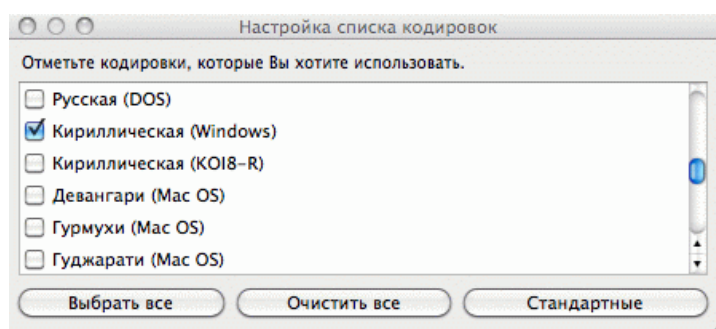 Настройка списка кодировок
Отметьте кодировки, которые Вы хотите использовать.
Русская (DOS)
Кириллическая (Windows)
Кириллическая (KOI8-R)
Девангари (Mac OS)
Гурмухи (Mac OS)
Гуджарати (Mac OS)
Выбрать все Очистить все Стандартные